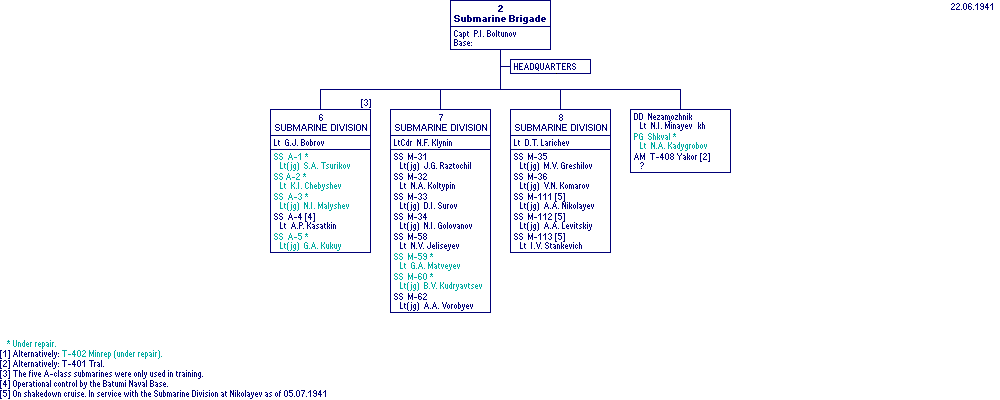 22.06.1941
2
Submarine Brigade
Capt P.I. Boltunov
Base:
HEADQUARTERS
[3]
6
SUBMARINE DIVISION
Lt G.J. Bobrov
SS A-1 *
Lt(jg) S.A. Tsurikov
SS A-2 *
Lt K.I. Chebyshev
SS A-3 *
Lt(jg) N.I. Malyshev
SS A-4 [4]
Lt A.P. Kasatkin
SS A-5 *
Lt(jg) G.A. Kukuy
7
SUBMARINE DIVISION
LtCdr N.F. Klynin
SS M-31
Lt(jg) J.G. Raztochil
SS M-32
Lt N.A. Koltypin
SS M-33
Lt(jg) D.I. Surov
SS M-34
Lt(jg) N.I. Golovanov
SS M-58
Lt N.V. Jeliseyev
SS M-59 *
Lt G.A. Matveyev
SS M-60 *
Lt(jg) B.V. Kudryavtsev
SS M-62
Lt(jg) A.A. Vorobyev
8
SUBMARINE DIVISION
Lt D.T. Larichev
SS M-35
Lt(jg) M.V. Greshilov
SS M-36
Lt(jg) V.N. Komarov
SS M-111 [5]
Lt(jg) A.A. Nikolayev
SS M-112 [5]
Lt(jg) A.A. Levitskiy
SS M-113 [5]
Lt I.V. Stankevich
DD Nezamozhnik
Lt N.I. Minayev kh
PG Shkval *
Lt N.A. Kadygrobov
AM T-408 Yakor [2]
?
* Under repair.
[1] Alternatively: T-402 Minrep (under repair).
[2] Alternatively: T-401 Tral.
[3] The five A-class submarines were only used in training.
[4] Operational control by the Batumi Naval Base.
[5] On shakedown cruise. In service with the Submarine Division at Nikolayev as of 05.07.1941